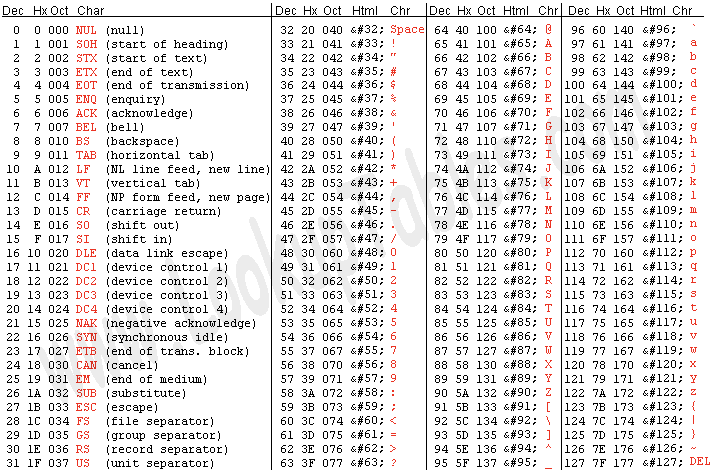 Dec Hx Oct Char Dec Hx Oct Html Chr Dec Hx Oct Html Chr Dec Hx Oct Html Chr
0 0 000 NUL (null) 32 20 040 &#32; Space 64 40 100 &#64; @ 96 60 140 &#96; `
1 1 001 SOH (start of heading) 33 21 041 &#33; ! 65 41 101 &#65; A 97 61 141 &#97; a
2 2 002 STX (start of text) 34 22 042 &#34; " 66 42 102 &#66; B 98 62 142 &#98; b
3 3 003 ETX (end of text) 35 23 043 &#35; # 67 43 103 &#67; C 99 63 143 &#99; c
4 4 004 EOT (end of transmission) 36 24 044 &#36; $ 68 44 104 &#68; D 100 64 144 &#100; d
5 5 005 ENQ (enquiry) 37 25 045 &#37; % 69 45 105 &#69; E 101 65 145 &#101; e
6 6 006 ACK (acknowledge) 38 26 046 &#38; & 70 46 106 &#70; F 102 66 146 &#102; f
7 7 007 BEL (bell) 39 27 047 &#39; ' 71 47 107 &#71; G 103 67 147 &#103; g
8 8 010 BS (backspace) 40 28 050 &#40; ( 72 48 110 &#72; H 104 68 150 &#104; h
9 9 011 TAB (horizontal tab) 41 29 051 &#41; ) 73 49 111 &#73; I 105 69 151 &#105; i
10 A 012 LF (NL line feed, new line) 42 2A 052 &#42; * 74 4A 112 &#74; J 106 6A 152 &#106; j
11 B 013 VT (vertical tab) 43 2B 053 &#43; + 75 4B 113 &#75; K 107 6B 153 &#107; k
12 C 014 FF (NP form feed, new page) 44 2C 054 &#44; , 76 4C 114 &#76; L 108 6C 154 &#108; l
13 D 015 CR (carriage return) 45 2D 055 &#45; - 77 4D 115 &#77; M 109 6D 155 &#109; m
14 E 016 SO (shift out) 46 2E 056 &#46; . 78 4E 116 &#78; N 110 6E 156 &#110; n
15 F 017 SI (shift in) 47 2F 057 &#47; / 79 4F 117 &#79; O 111 6F 157 &#111; o
16 10 020 DLE (data link escape) 48 30 060 &#48; 0 80 50 120 &#80; P 112 70 160 &#112; p
17 11 021 DC1 (device control 1) 49 31 061 &#49; 1 81 51 121 &#81; Q 113 71 161 &#113; q
18 12 022 DC2 (device control 2) 50 32 062 &#50; 2 82 52 122 &#82; R 114 72 162 &#114; r
19 13 023 DC3 (device control 3) 51 33 063 &#51; 3 83 53 123 &#83; S 115 73 163 &#115; s
20 14 024 DC4 (device control 4) 52 34 064 &#52; 4 84 54 124 &#84; T 116 74 164 &#116; t
21 15 025 NAK (negative acknowledge) 53 35 065 &#53; 5 85 55 125 &#85; U 117 75 165 &#117; u
22 16 026 SYN (synchronous idle) 54 36 066 &#54; 6 86 56 126 &#86; V 118 76 166 &#118; v
23 17 027 ETB (end of trans. block) 55 37 067 &#55; 7 87 57 127 &#87; W 119 77 167 &#119; w
24 18 030 CAN (cancel) 56 38 070 &#56; 8 88 58 130 &#88; X 120 78 170 &#120; x
25 19 031 EM (end of medium) 57 39 071 &#57; 9 89 59 131 &#89; Y 121 79 171 &#121; y
26 1A 032 SUB (substitute) 58 3A 072 &#58; : 90 5A 132 &#90; Z 122 7A 172 &#122; z
27 1B 033 ESC (escape) 59 3B 073 &#59; ; 91 5B 133 &#91; [ 123 7B 173 &#123; {
28 1C 034 FS (file separator) 60 3C 074 &#60; < 92 5C 134 &#92; \ 124 7C 174 &#124; |
29 1D 035 GS (group separator) 61 3D 075 &#61; = 93 5D 135 &#93; ] 125 7D 175 &#125; }
30 1E 036 RS (record separator) 62 3E 076 &#62; > 94 5E 136 &#94; ^ 126 7E 176 &#126; ~
31 1F 037 US (unit separator) 63 3F 077 &#63; ? 95 5F 137 &#95; _ 127 7F 177 &#127; DEL
www.LookupTables.com